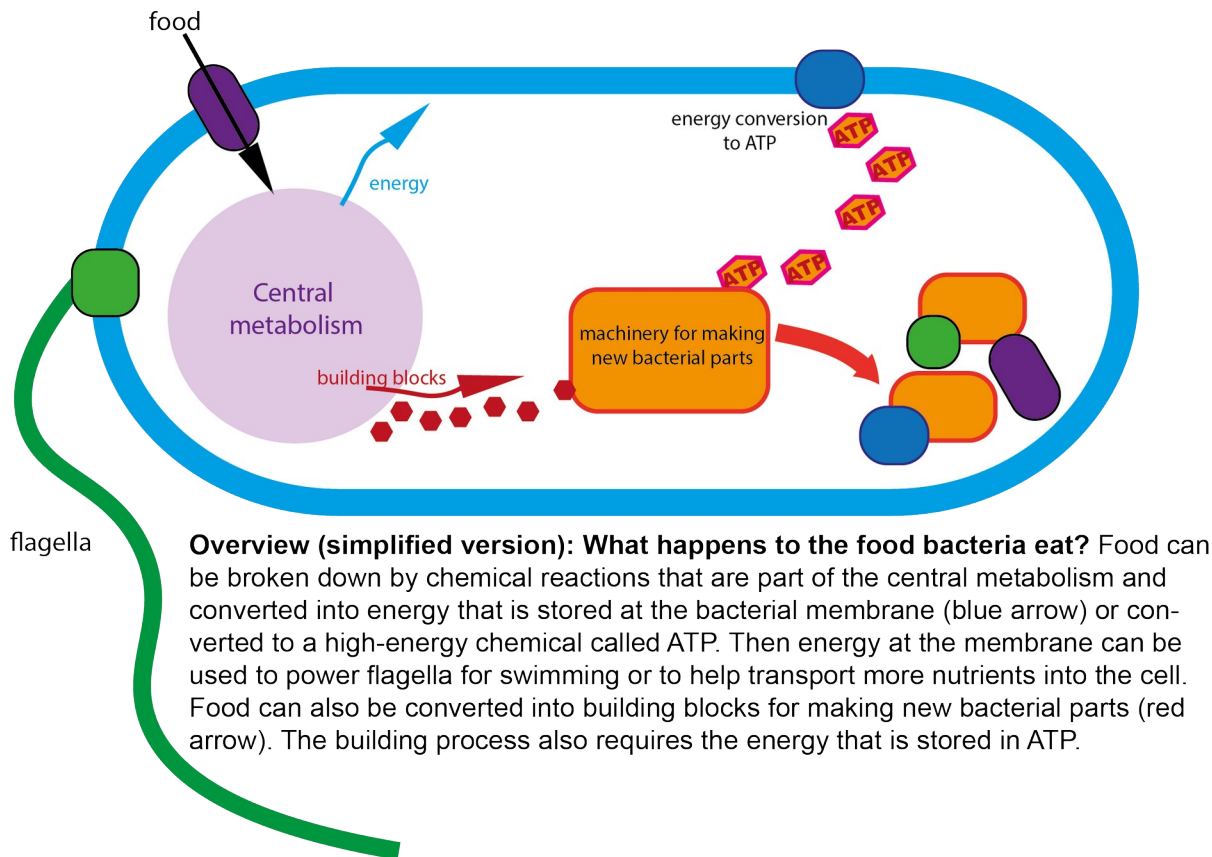 food
energy conversion
to ATP
ATP
ATP
ATP
ATP
ATP
energy
Central
metabolism
machinery for making
new bacterial parts
building blocks
flagella
Overview (simplified version): What happens to the food bacteria eat? Food can
be broken down by chemical reactions that are part of the central metabolism and
converted into energy that is stored at the bacterial membrane (blue arrow) or con-
verted to a high-energy chemical called ATP. Then energy at the membrane can be
used to power flagella for swimming or to help transport more nutrients into the cell.
Food can also be converted into building blocks for making new bacterial parts (red
arrow). The building process also requires the energy that is stored in ATP.